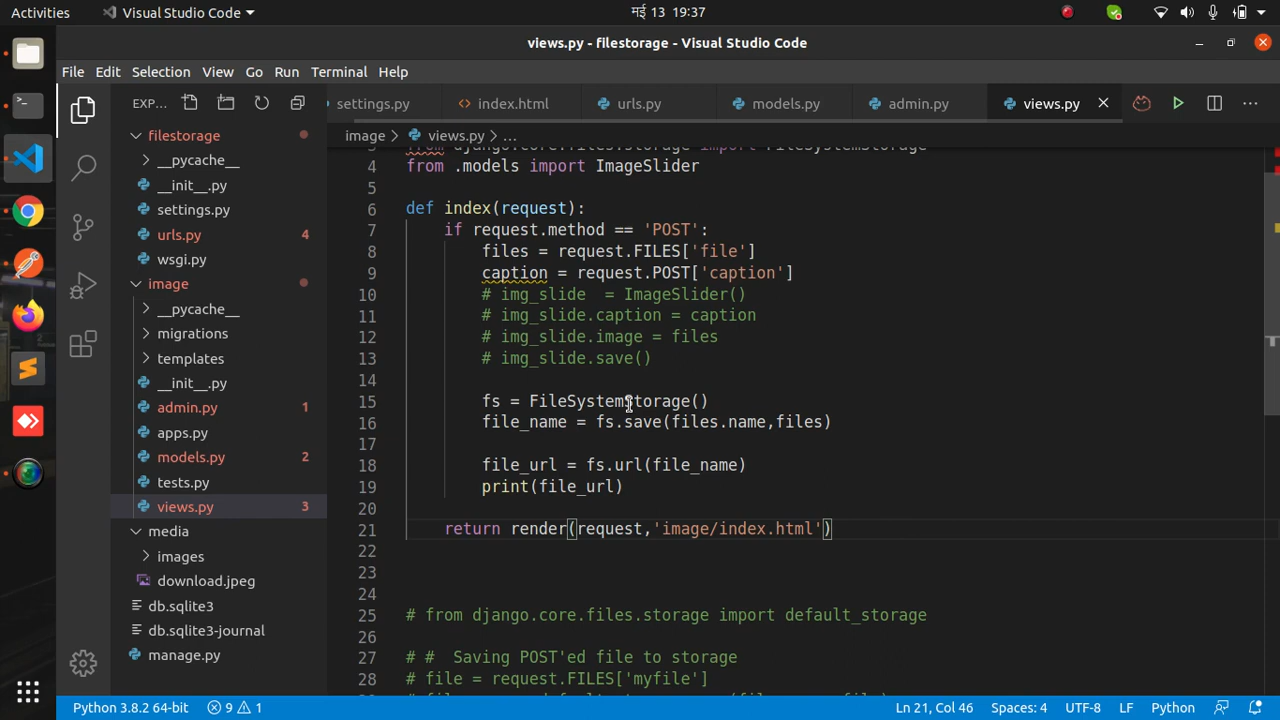 Activities
Visual Studio Code
मई 13 19:37
views.py - filestorage - Visual Studio Code
File Edit Selection View Go Run Terminal Help
EXP...
settings.py
index.html
urls.py
models.py
admin.py
views.py
filestorage
__pycache__
__init__.py
settings.py
urls.py 4
wsgi.py
image
__pycache__
migrations
templates
__init__.py
admin.py 1
apps.py
models.py 2
tests.py
views.py 3
media
images
download.jpeg
db.sqlite3
db.sqlite3-journal
manage.py
image > views.py > ...
from django.core.files.storage import FileSystemStorage
4 from .models import ImageSlider
5
6 def index(request):
7 if request.method == 'POST':
8 files = request.FILES['file']
9 caption = request.POST['caption']
10 # img_slide  = ImageSlider()
11 # img_slide.caption = caption
12 # img_slide.image = files
13 # img_slide.save()
14
15 fs = FileSystemStorage()
16 file_name = fs.save(files.name,files)
17
18 file_url = fs.url(file_name)
19 print(file_url)
20
21 return render(request,'image/index.html')
22
23
24
25 # from django.core.files.storage import default_storage
26
27 # #  Saving POST'ed file to storage
28 # file = request.FILES['myfile']
Python 3.8.2 64-bit
9
1
Ln 21, Col 46
Spaces: 4
UTF-8
LF
Python